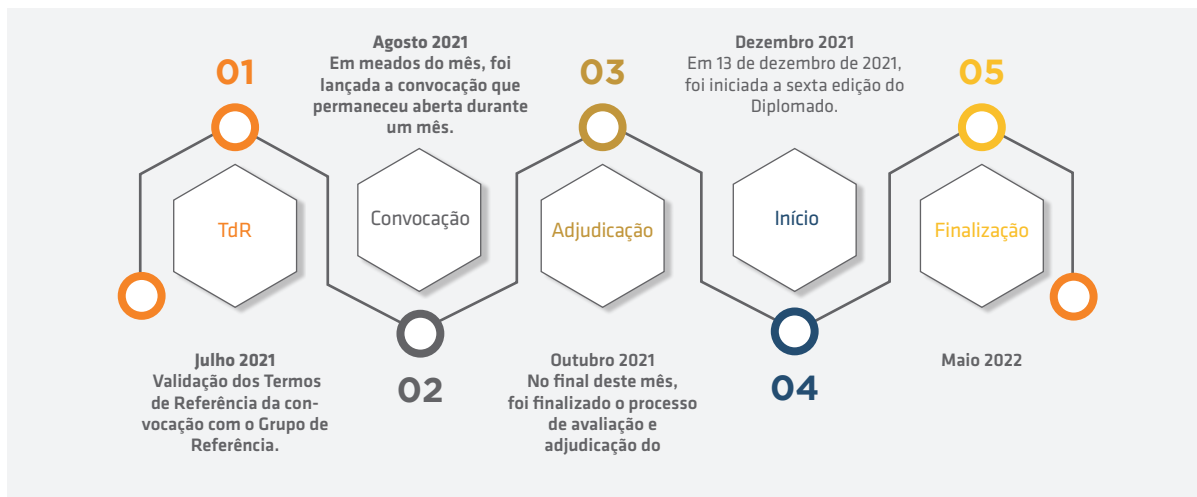 01
TdR
Julho 2021
Validação dos Termos
de Referência da con-
vocação com o Grupo de
Referência.
Agosto 2021
Em meados do mês, foi
lançada a convocação que
permaneceu aberta durante
um mês.
Convocação
02
03
Adjudicação
Outubro 2021
No final deste mês,
foi finalizado o processo
de avaliação e
adjudicação do
Dezembro 2021
Em 13 de dezembro de 2021,
foi iniciada a sexta edição do
Diplomado.
Início
04
05
Finalização
Maio 2022